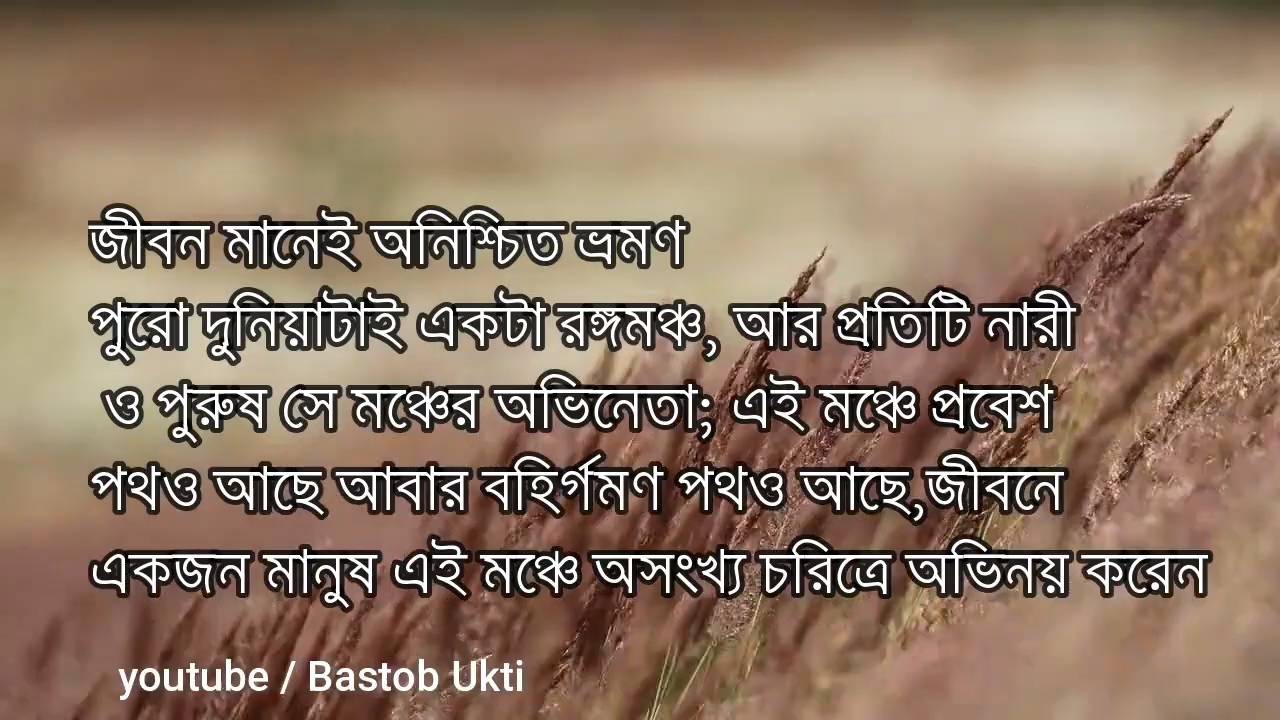 জীবন মানেই অনিশ্চিত ভ্রমণ
পুরো দুনিয়াটাই একটা রঙ্গমঞ্চ, আর প্রতিটি নারী
ও পুরুষ সে মঞ্চের অভিনেতা; এই মঞ্চে প্রবেশ
পথও আছে আবার বহির্গমণ পথও আছে,জীবনে
একজন মানুষ এই মঞ্চে অসংখ্য চরিত্রে অভিনয় করেন
youtube / Bastob Ukti